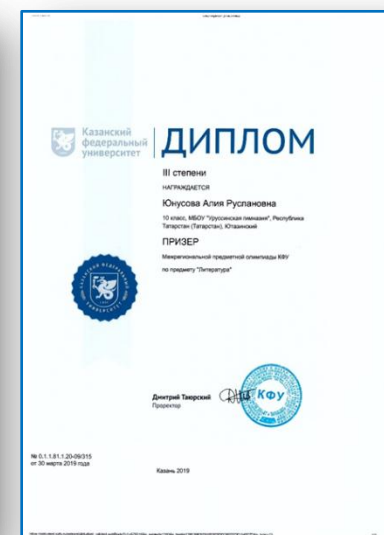 Казанский
федеральный
университет
ДИПЛОМ
III степени
НАГРАЖДАЕТСЯ
Юнусова Алия Руслановна
10 класс, МБОУ "Уруссинская гимназия", Республика
Татарстан (Татарстан), Ютазинский
ПРИЗЕР
Межрегиональной предметной олимпиады КФУ
по предмету "Литература"
Дмитрий Таюрский
Проректор
КФУ
№ 0.1.1.81.1.20-09/315
от 30 марта 2019 года
Казань 2019